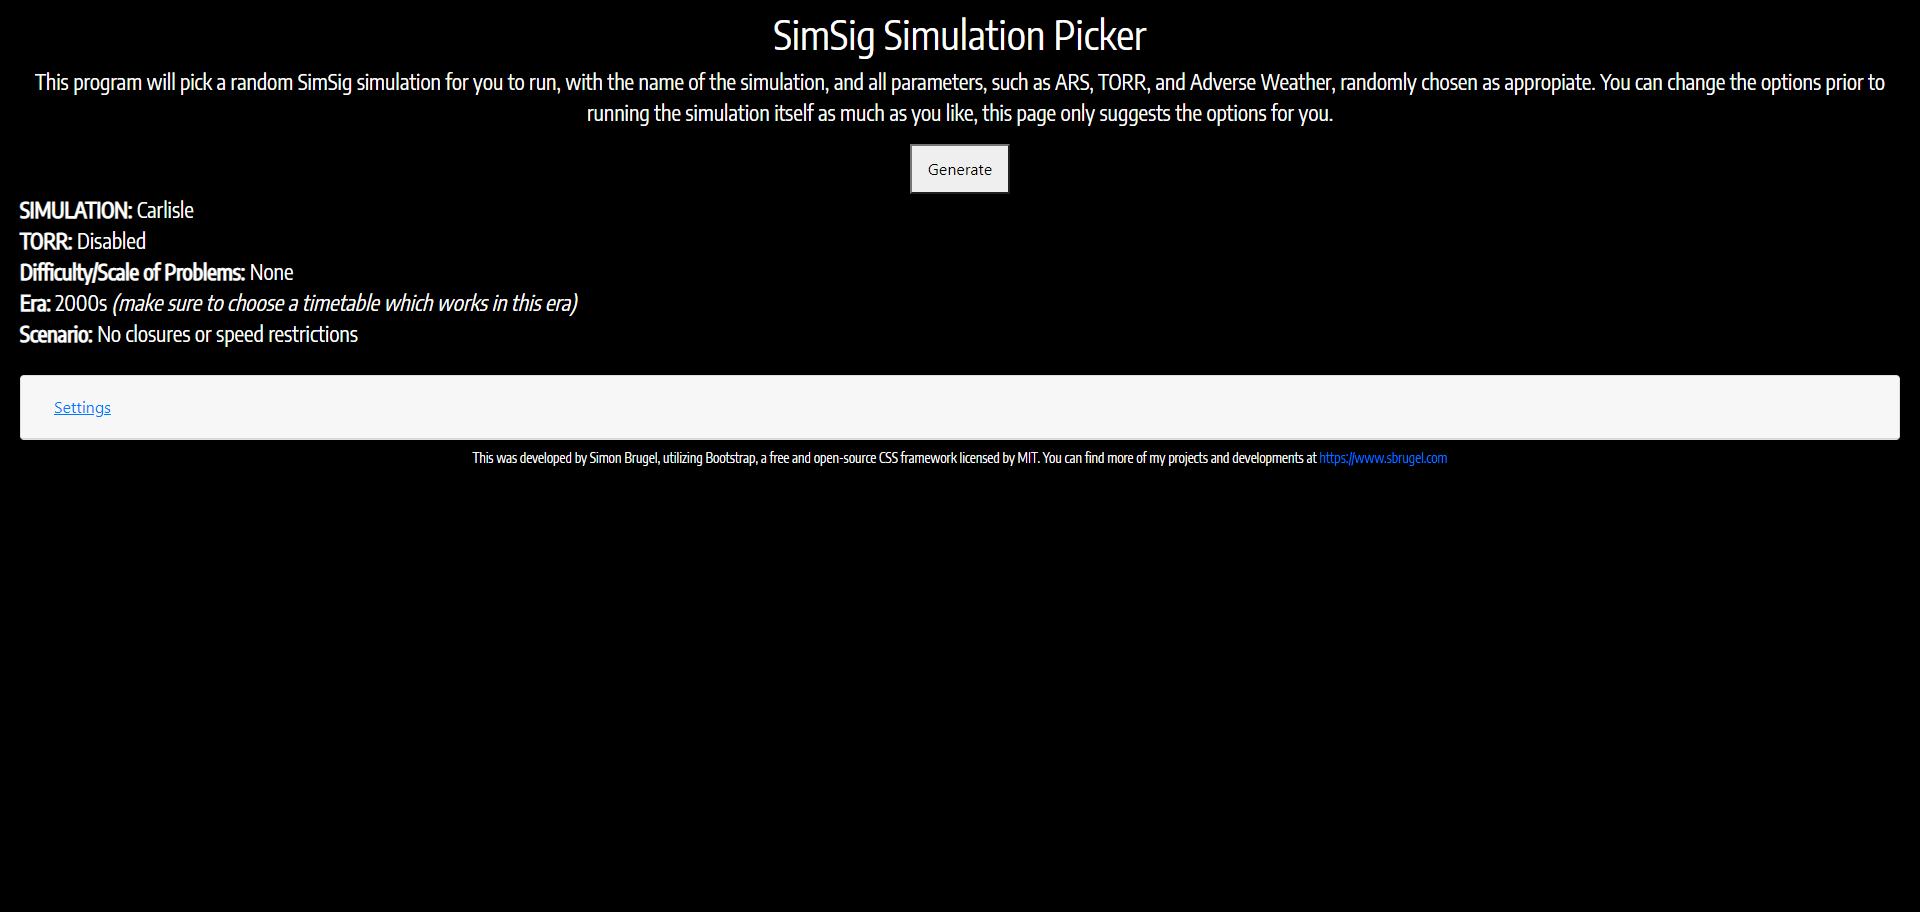 SimSig Simulation Picker
This program will pick a random SimSig simulation for you to run, with the name of the simulation, and all parameters, such as ARS, TORR, and Adverse Weather, randomly chosen as appropiate. You can change the options prior to
running the simulation itself as much as you like, this page only suggests the options for you.
Generate
SIMULATION: Carlisle
TORR: Disabled
Difficulty/Scale of Problems: None
Era: 2000s (make sure to choose a timetable which works in this era)
Scenario: No closures or speed restrictions
Settings
This was developed by Simon Brugel, utilizing Bootstrap, a free and open-source CSS framework licensed by MIT. You can find more of my projects and developments at https://www.sbrugel.com